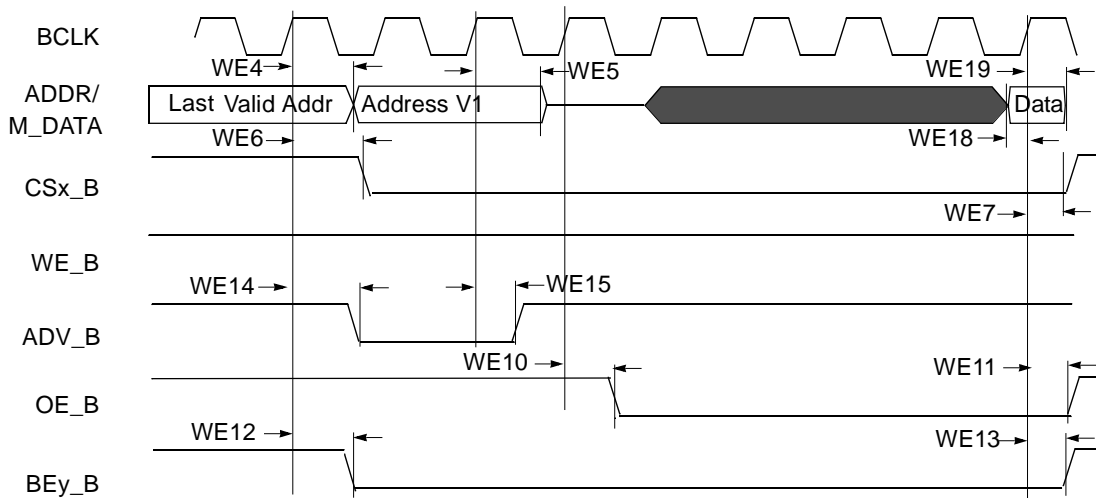 BCLK
WE4
WE5
WE19
ADDR/
M_DATA
Last Valid Addr
Address V1
Data
WE6
WE18
CSx_B
WE7
WE_B
WE14
WE15
ADV_B
WE10
WE11
OE_B
WE12
WE13
BEy_B